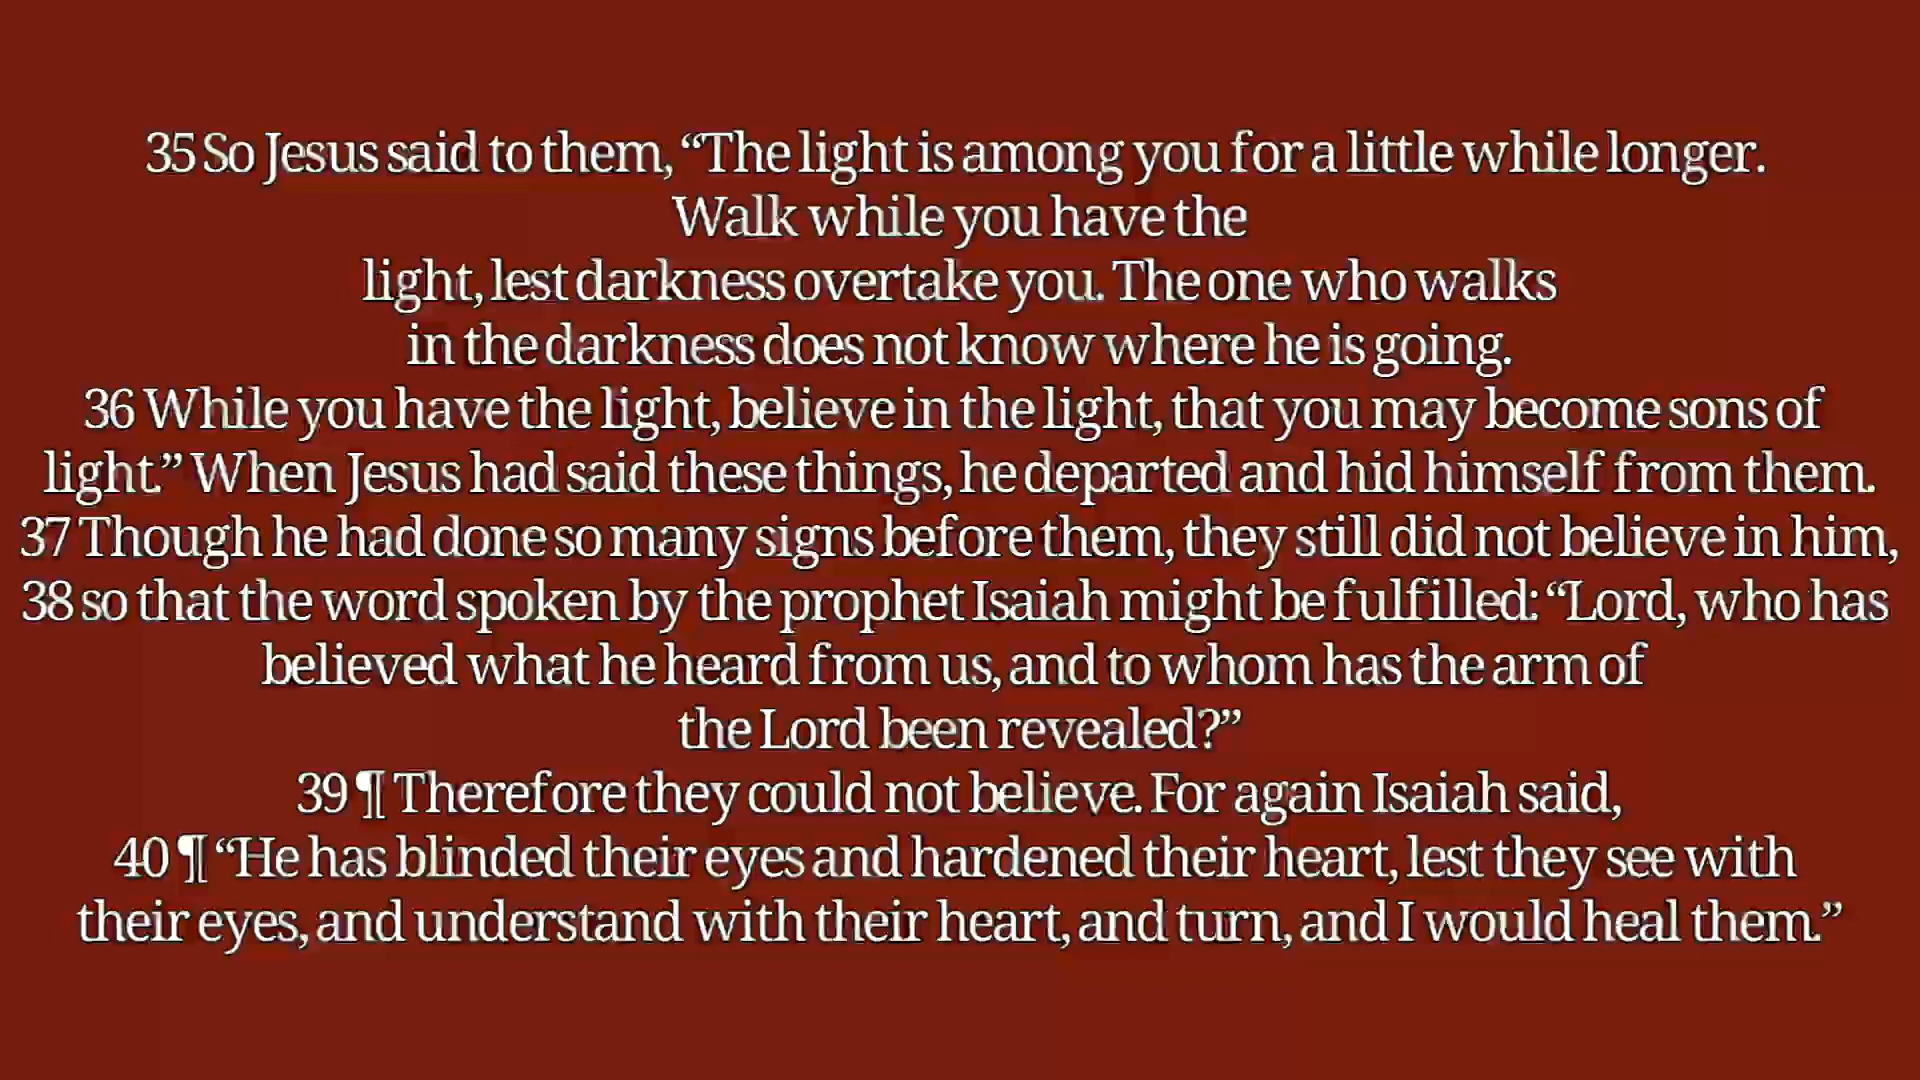 35 So Jesus said to them, “The light is among you for a little while longer.
Walk while you have the
light, lest darkness overtake you. The one who walks
in the darkness does not know where he is going.
36 While you have the light, believe in the light, that you may become sons of
light.” When Jesus had said these things, he departed and hid himself from them.
37 Though he had done so many signs before them, they still did not believe in him,
38 so that the word spoken by the prophet Isaiah might be fulfilled: “Lord, who has
believed what he heard from us, and to whom has the arm of
the Lord been revealed?”
39 ¶ Therefore they could not believe. For again Isaiah said,
40 ¶ “He has blinded their eyes and hardened their heart, lest they see with
their eyes, and understand with their heart, and turn, and I would heal them.”